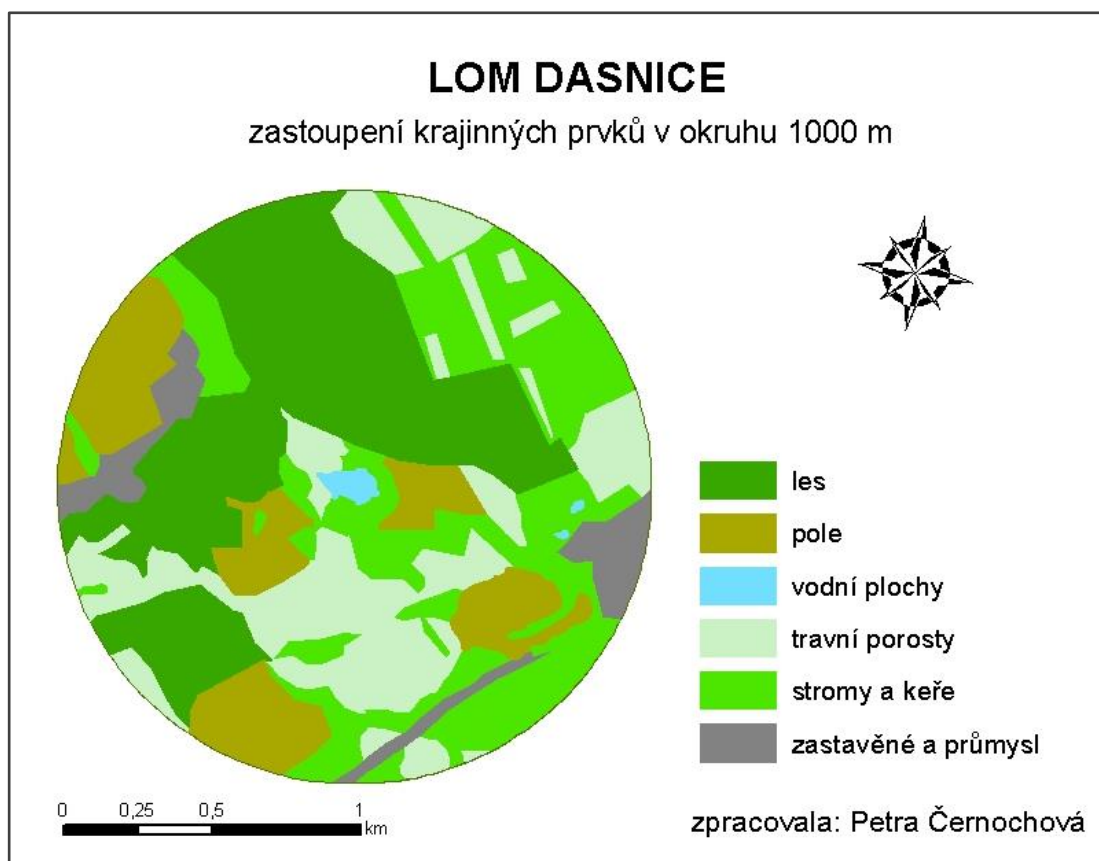 LOM DASNICE
zastoupení krajinných prvků v okruhu 1000 m
les
pole
vodní plochy
travní porosty
stromy a keře
zastavěné a průmysl
0 0,25 0,5 1
km
zpracovala: Petra Černochová